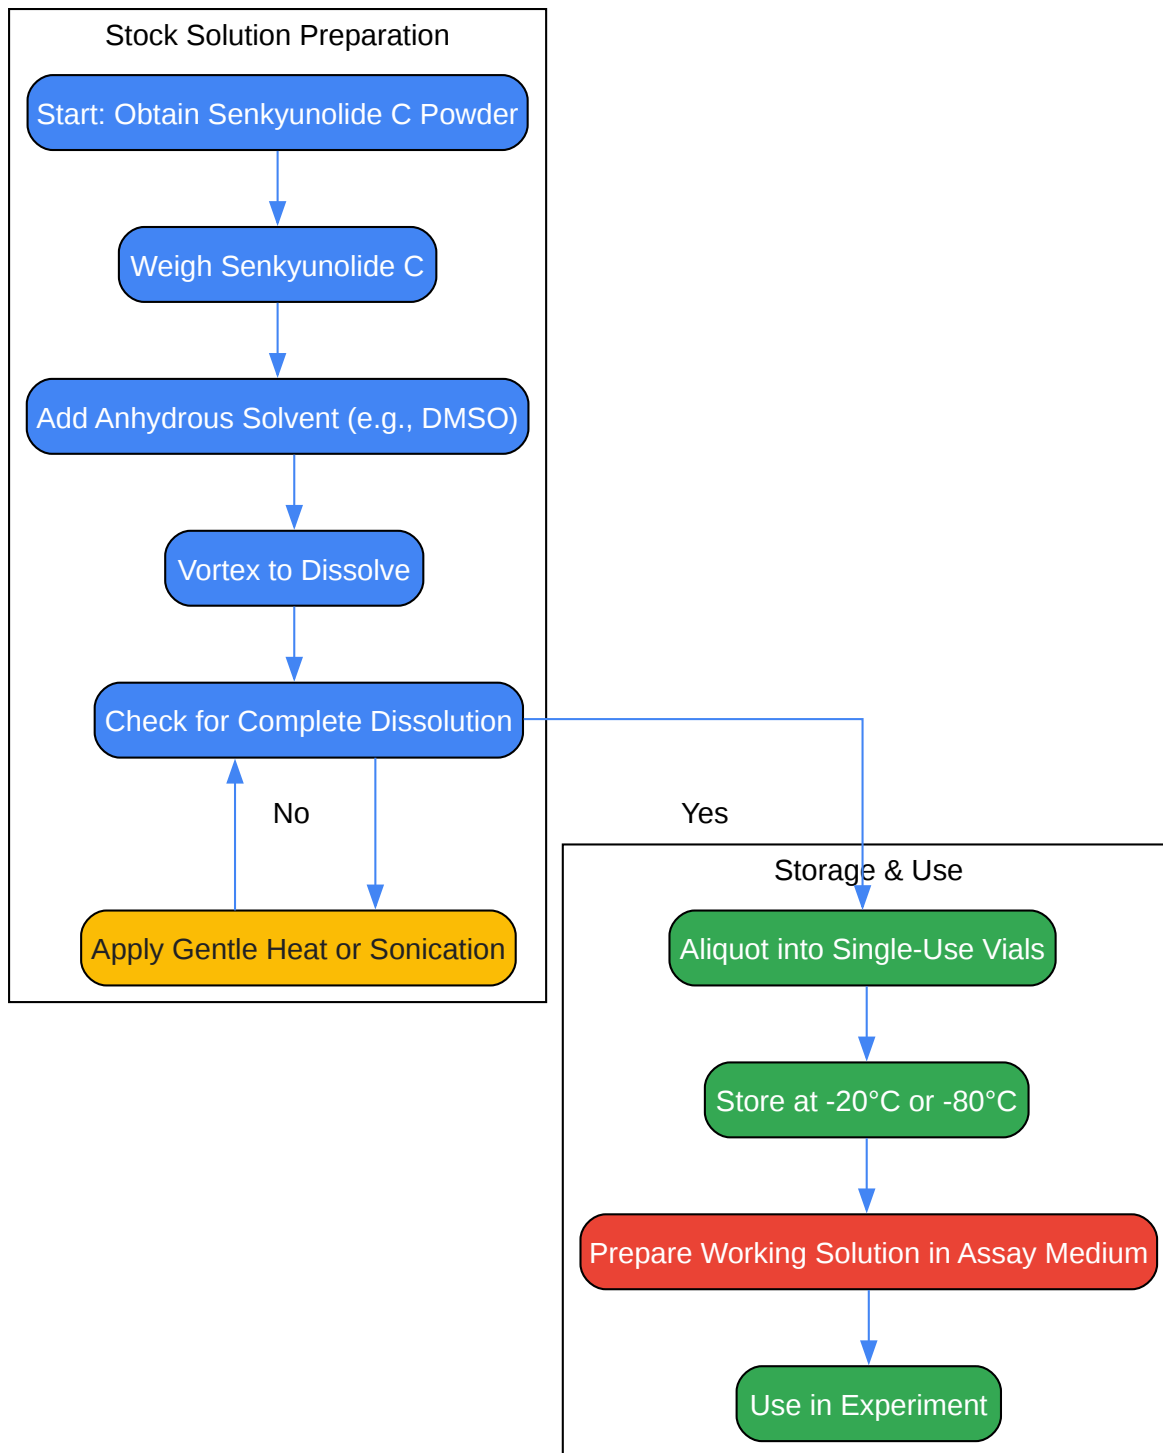 Stock Solution Preparation
Start: Obtain Senkyunolide C Powder
Weigh Senkyunolide C
Add Anhydrous Solvent (e.g., DMSO)
Vortex to Dissolve
Check for Complete Dissolution
No
Yes
Apply Gentle Heat or Sonication
Storage & Use
Aliquot into Single-Use Vials
Store at -20°C or -80°C
Prepare Working Solution in Assay Medium
Use in Experiment